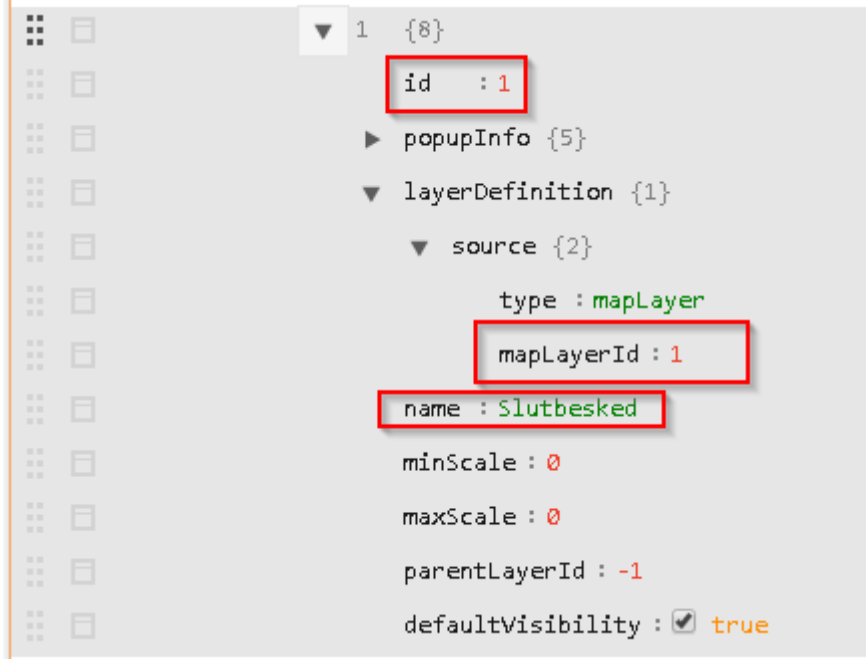 1 {8}
id : 1
popupInfo {5}
layerDefinition {1}
source {2}
type : mapLayer
mapLayerId : 1
name : Slutbesked
minScale : 0
maxScale : 0
parentLayerId : -1
defaultVisibility : true